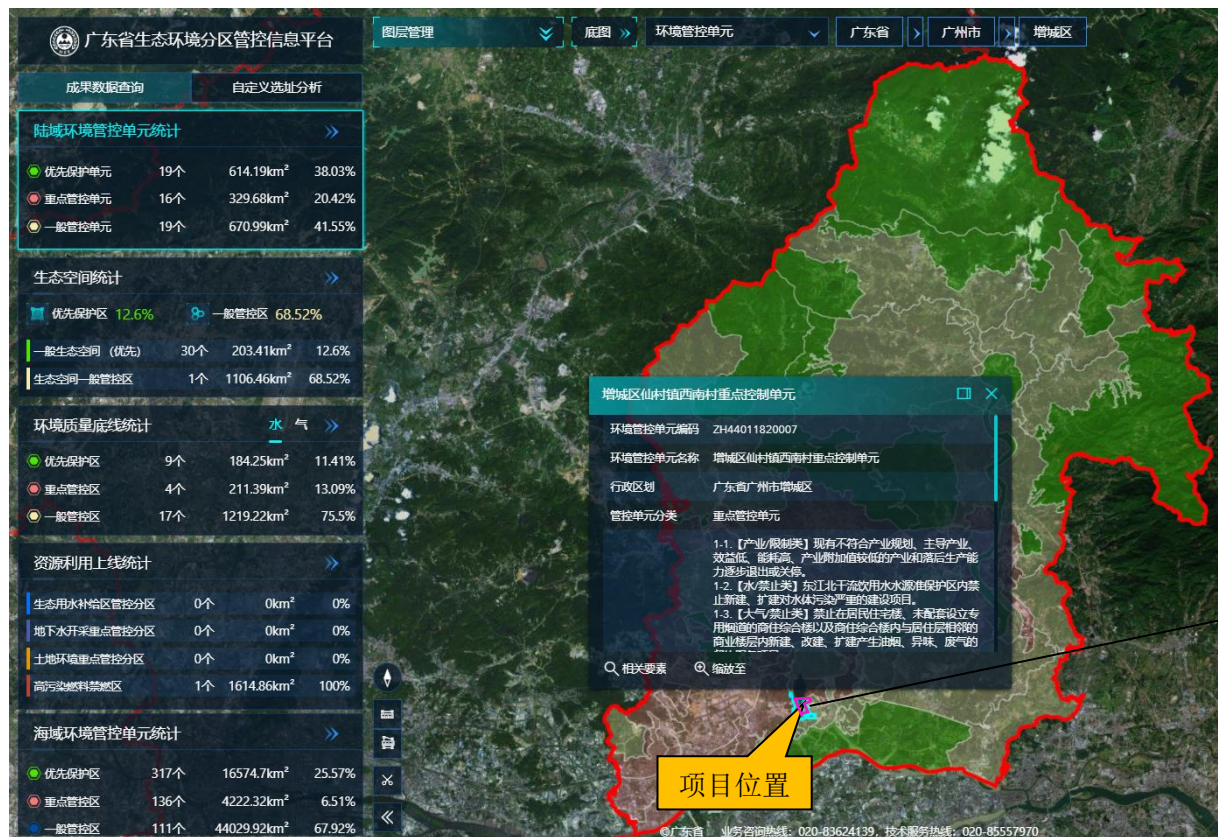 广东省生态环境分区管控信息平台
图层管理
底图
环境管控单元
广东省
广州市
增城区
成果数据查询
自定义选址分析
陆域环境管控单元统计
优先保护单元 19个 614.19km² 38.03%
重点管控单元 16个 329.68km² 20.42%
一般管控单元 19个 670.99km² 41.55%
生态空间统计
优先保护区 12.6% 一般管控区 68.52%
一般生态空间（优先） 30个 203.41km² 12.6%
生态空间一般管控区 1个 1106.46km² 68.52%
环境质量底线统计 水 气
优先保护区 9个 184.25km² 11.41%
重点管控区 4个 211.39km² 13.09%
一般管控区 17个 1219.22km² 75.5%
资源利用上线统计
生态用水补给区管控分区 0个 0km² 0%
地下水开采重点管控分区 0个 0km² 0%
土地环境重点管控分区 0个 0km² 0%
高污染燃料禁燃区 1个 1614.86km² 100%
海域环境管控单元统计
优先保护区 317个 16574.7km² 25.57%
重点管控区 136个 4222.32km² 6.51%
一般管控区 111个 44029.92km² 67.92%
增城区仙村镇西南村重点控制单元
环境管控单元编码 ZH44011820007
环境管控单元名称 增城区仙村镇西南村重点控制单元
行政区划 广东省广州市增城区
管控单元分类 重点管控单元
1-1.【产业/限制类】现有不符合产业规划、主导产业、
效益低、能耗高、产业附加值较低的产业和落后生产能
力逐步退出或关停。
1-2.【水/禁止类】东江北干流饮用水水源准保护区内禁
止新建、扩建对水体污染严重的建设项目。
1-3.【大气/禁止类】禁止在居民住宅楼、未配套设立专
用烟道的商住综合楼以及商住综合楼内与居住层相邻的
商业楼层内新建、改建、扩建产生油烟、异味、废气的
相关要素 缩放至
项目位置
©广东省 业务咨询热线：020-83624139，技术服务热线：020-85557970